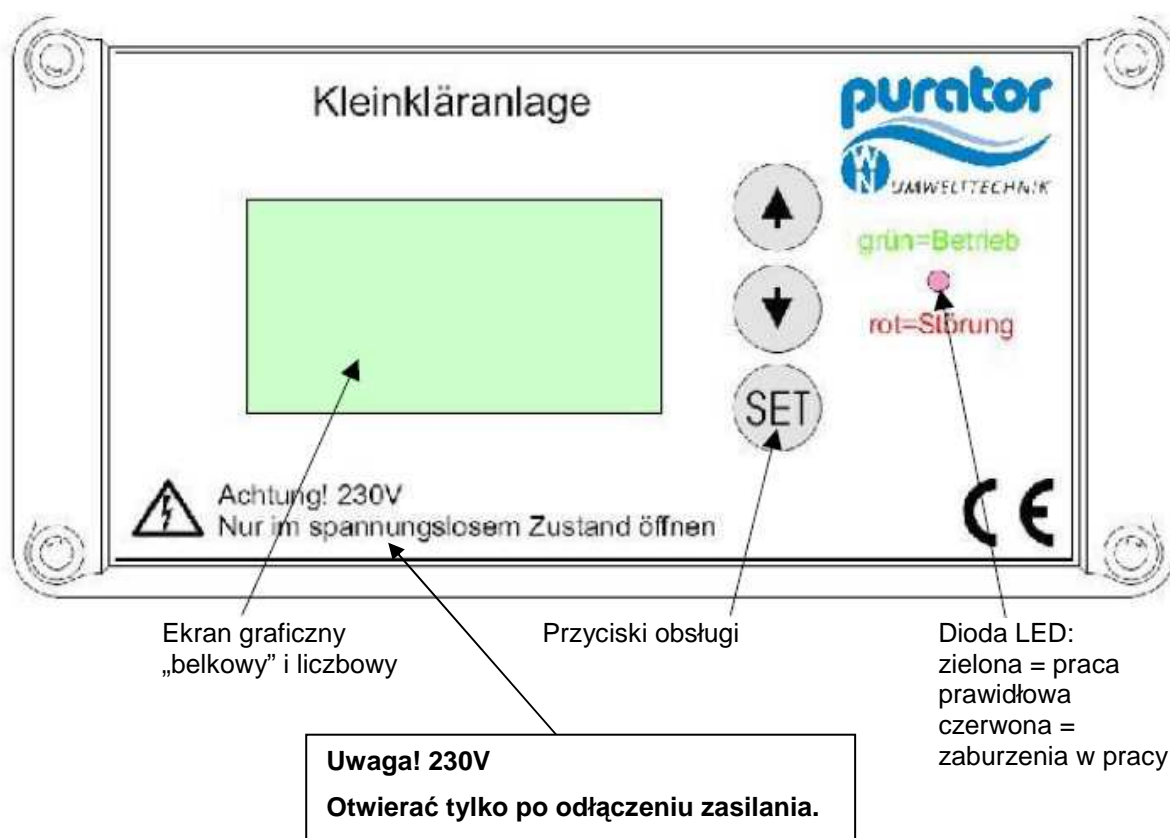 Kleinkläranlage
purator
WN UMWELTTECHNIK
grün=Betrieb
rot=Störung
SET
Achtung! 230V
Nur im spannungslosem Zustand öffnen
CE
Ekran graficzny
„belkowy” i liczbowy
Przyciski obsługi
Dioda LED:
zielona = praca
prawidłowa
czerwona =
zaburzenia w pracy
Uwaga! 230V
Otwierać tylko po odłączeniu zasilania.